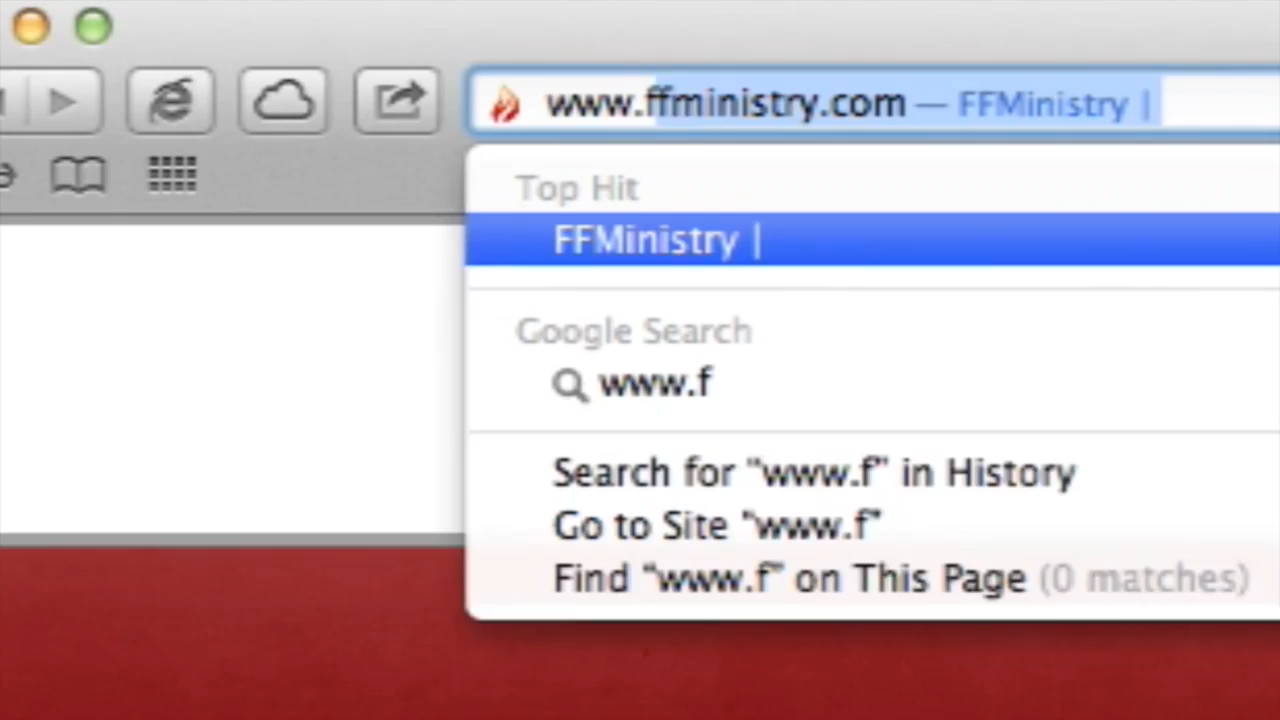 www.ffministry.com — FFMinistry |
Top Hit
FFMinistry |
Google Search
www.f
Search for "www.f" in History
Go to Site "www.f"
Find "www.f" on This Page (0 matches)